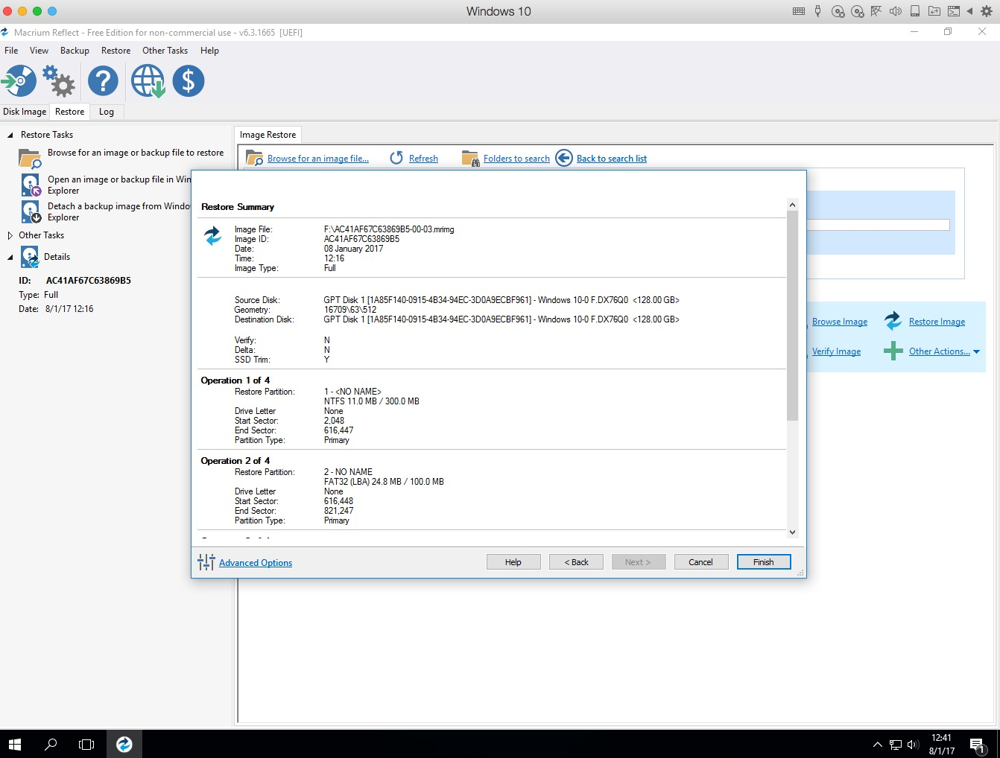 Windows 10
Macrium Reflect - Free Edition for non-commercial use - v6.3.1665 [UEFI]
File View Backup Restore Other Tasks Help
Disk Image Restore Log
Restore Tasks
Browse for an image or backup file to restore
Open an image or backup file in Win
Explorer
Detach a backup image from Windo
Explorer
Other Tasks
Details
ID: AC41AF67C63869B5
Type: Full
Date: 8/1/17 12:16
Image Restore
Browse for an image file... Refresh Folders to search Back to search list
Restore Summary
Image File: F:\AC41AF67C63869B5-00-03.mrimg
Image ID: AC41AF67C63869B5
Date: 08 January 2017
Time: 12:16
Image Type: Full
Source Disk: GPT Disk 1 [1A85F140-0915-4B34-94EC-3D0A9ECBF961] - Windows 10-0 F.DX76Q0 <128.00 GB>
Geometry: 16709\63\512
Destination Disk: GPT Disk 1 [1A85F140-0915-4B34-94EC-3D0A9ECBF961] - Windows 10-0 F.DX76Q0 <128.00 GB>
Verify: N
Delta: N
SSD Trim: Y
Operation 1 of 4
Restore Partition: 1 - <NO NAME>
NTFS 11.0 MB / 300.0 MB
Drive Letter None
Start Sector: 2,048
End Sector: 616,447
Partition Type: Primary
Operation 2 of 4
Restore Partition: 2 - NO NAME
FAT32 (LBA) 24.8 MB / 100.0 MB
Drive Letter None
Start Sector: 616,448
End Sector: 821,247
Partition Type: Primary
Advanced Options Help < Back Next > Cancel Finish
Browse Image Restore Image
Verify Image Other Actions...
12:41
8/1/17
1